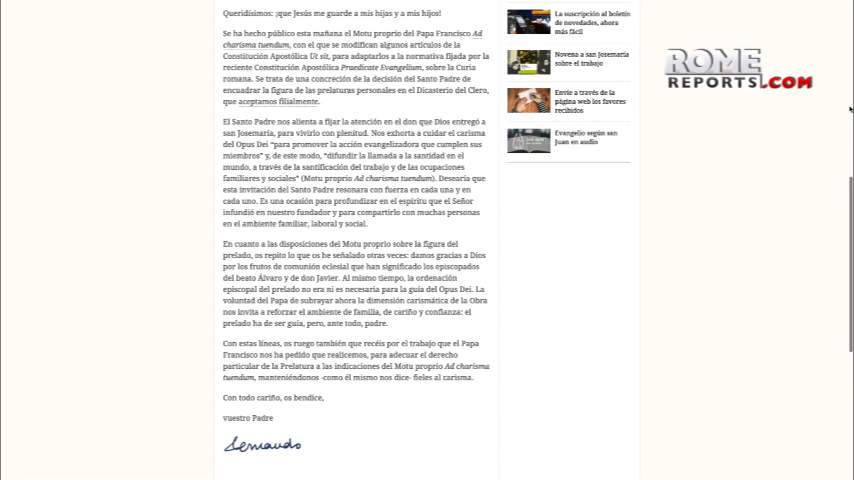 Queridísimos: ¡que Jesús me guarde a mis hijas y a mis hijos!
Se ha hecho público esta mañana el Motu proprio del Papa Francisco Ad
charisma tuendum, con el que se modifican algunos artículos de la
Constitución Apostólica Ut sit, para adaptarlos a la normativa fijada por la
reciente Constitución Apostólica Praedicate Evangelium, sobre la Curia
romana. Se trata de una concreción de la decisión del Santo Padre de
encuadrar la figura de las prelaturas personales en el Dicasterio del Clero,
que aceptamos filialmente.
El Santo Padre nos alienta a fijar la atención en el don que Dios entregó a
san Josemaría, para vivirlo con plenitud. Nos exhorta a cuidar el carisma
del Opus Dei “para promover la acción evangelizadora que cumplen sus
miembros” y, de este modo, “difundir la llamada a la santidad en el
mundo, a través de la santificación del trabajo y de las ocupaciones
familiares y sociales” (Motu proprio Ad charisma tuendum). Desearía que
esta invitación del Santo Padre resonara con fuerza en cada una y en
cada uno. Es una ocasión para profundizar en el espíritu que el Señor
infundió en nuestro fundador y para compartirlo con muchas personas
en el ambiente familiar, laboral y social.
En cuanto a las disposiciones del Motu proprio sobre la figura del
prelado, os repito lo que os he señalado otras veces: damos gracias a Dios
por los frutos de comunión eclesial que han significado los episcopados
del beato Álvaro y de don Javier. Al mismo tiempo, la ordenación
episcopal del prelado no era ni es necesaria para la guía del Opus Dei. La
voluntad del Papa de subrayar ahora la dimensión carismática de la Obra
nos invita a reforzar el ambiente de familia, de cariño y confianza: el
prelado ha de ser guía, pero, ante todo, padre.
Con estas líneas, os ruego también que recéis por el trabajo que el Papa
Francisco nos ha pedido que realicemos, para adecuar el derecho
particular de la Prelatura a las indicaciones del Motu proprio Ad charisma
tuendum, manteniéndonos -como él mismo nos dice- fieles al carisma.
Con todo cariño, os bendice,
vuestro Padre
Fernando
La suscripción al boletín
de novedades, ahora
más fácil
Novena a san Josemaría
sobre el trabajo
Envíe a través de la
página web los favores
recibidos
Evangelio según san
Juan en audio
ROME
REPORTS.COM